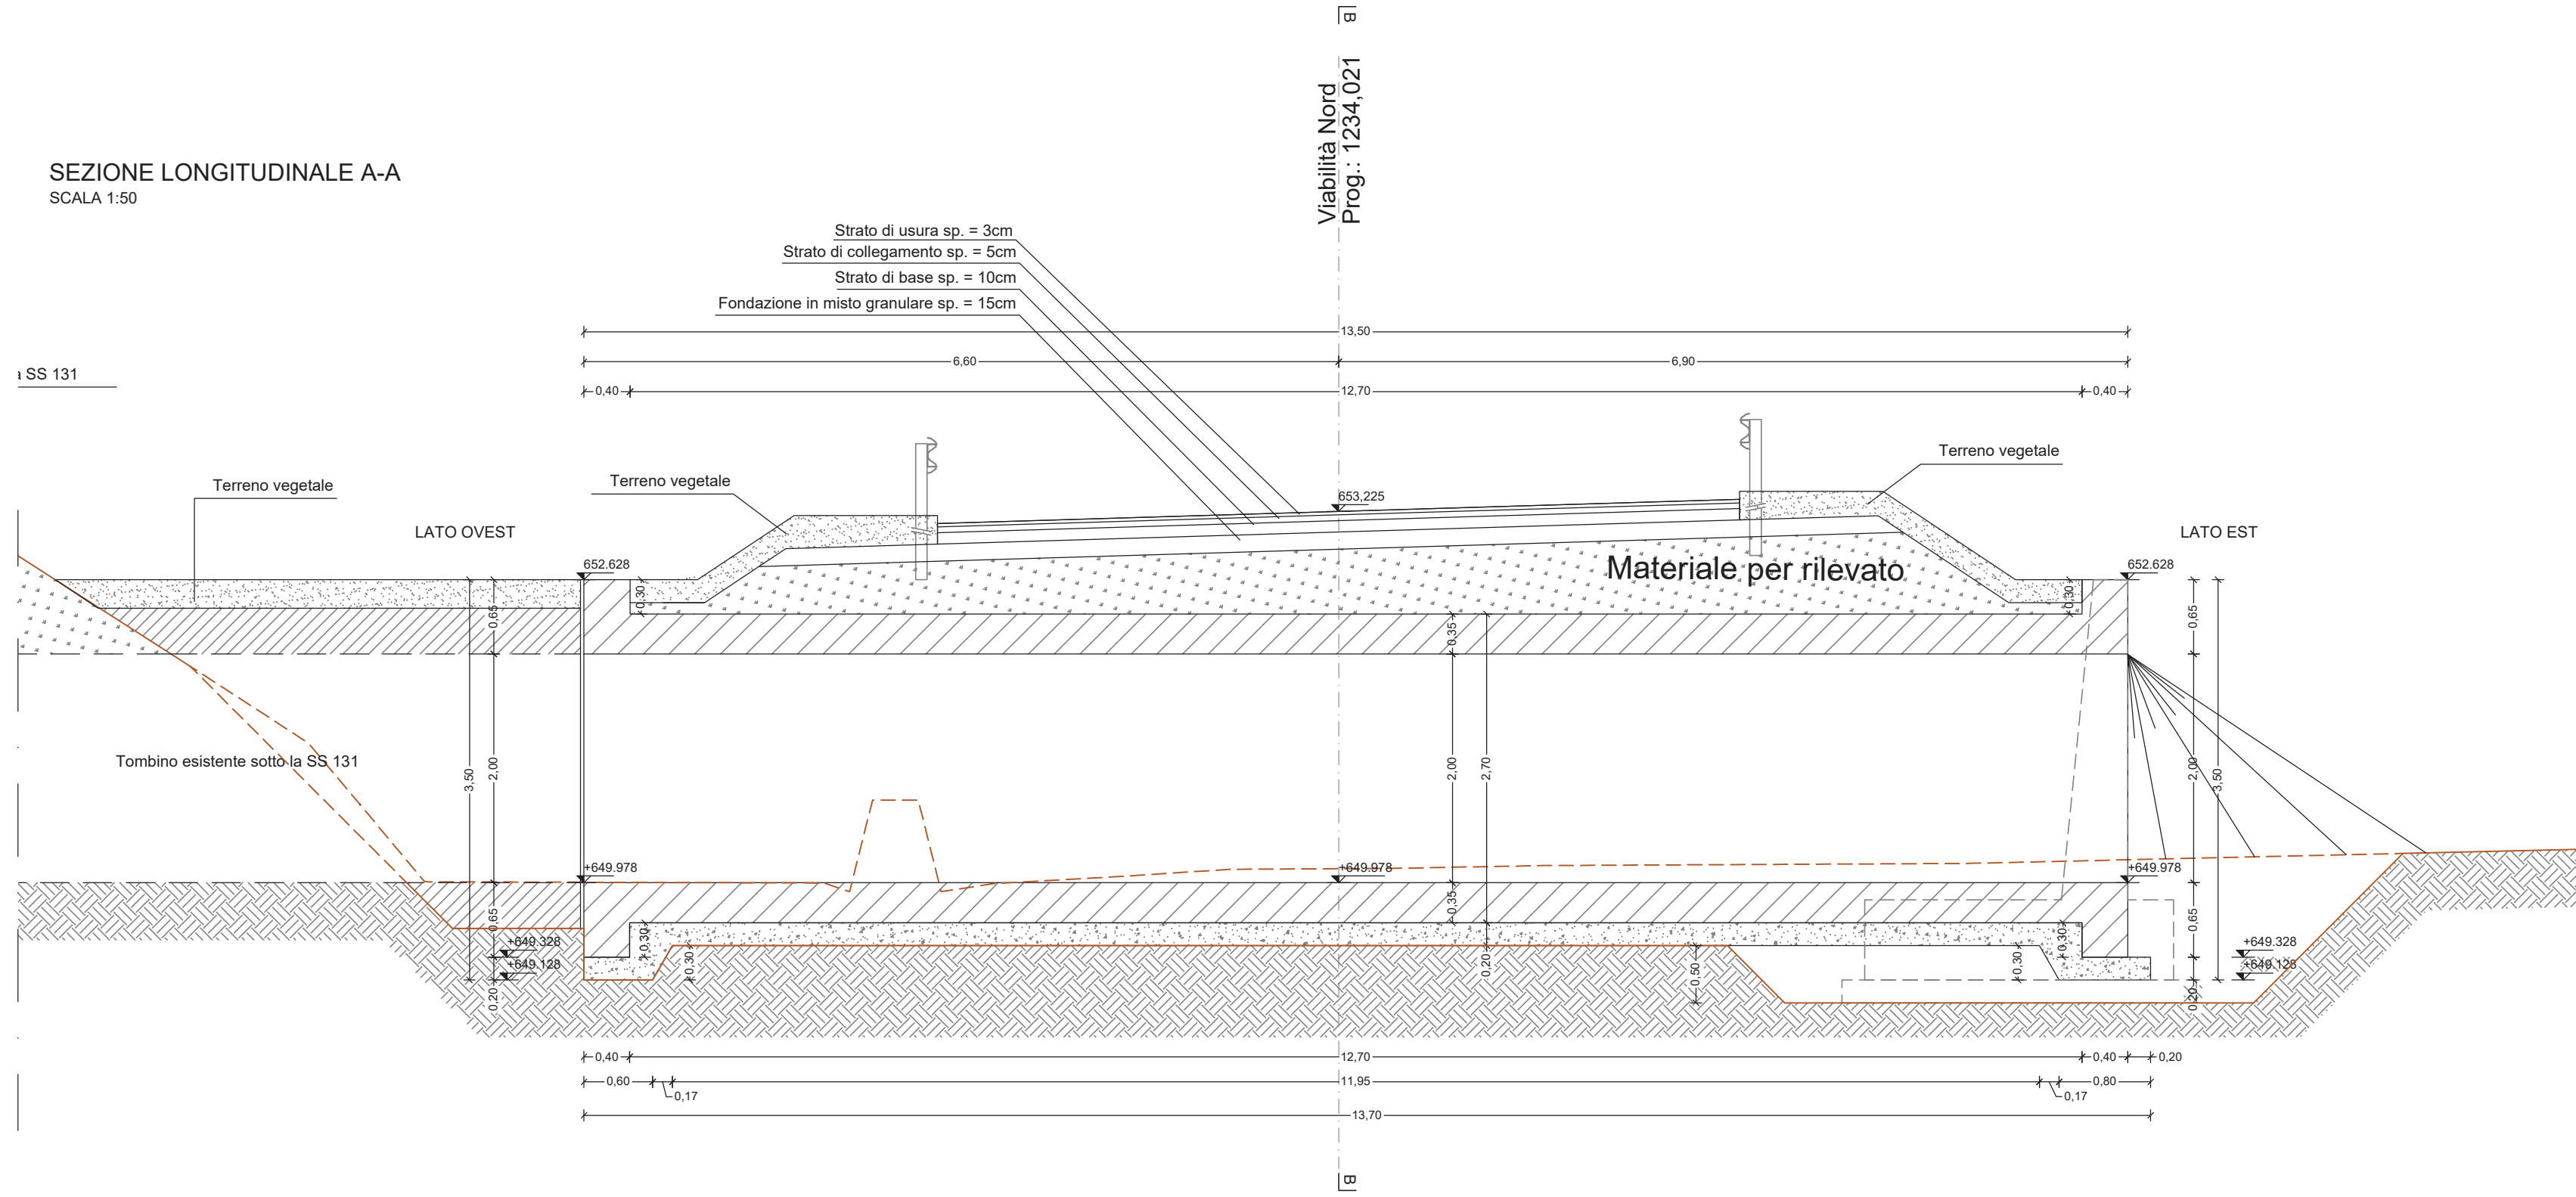 B
Viabilità Nord
Prog.: 1234,021
SEZIONE LONGITUDINALE A-A
SCALA 1:50
Strato di usura sp. = 3cm
Strato di collegamento sp. = 5cm
Strato di base sp. = 10cm
Fondazione in misto granulare sp. = 15cm
13,50
6,60
6,90
0,40
12,70
0,40
SS 131
Terreno vegetale
Terreno vegetale
Terreno vegetale
LATO OVEST
LATO EST
653,225
652.628
652.628
Materiale per rilevato
0,30
0,30
0,65
0,35
0,65
Tombino esistente sotto la SS 131
3,50
2,00
2,00
2,70
2,00
3,50
+649.978
+649.978
+649.978
0,65
0,35
0,65
+649.328
+649.128
0,30
0,30
0,20
0,20
0,50
0,30
0,30
+649.328
+649.128
0,20
0,40
12,70
0,40
0,20
0,60
0,17
11,95
0,17
0,80
13,70
B